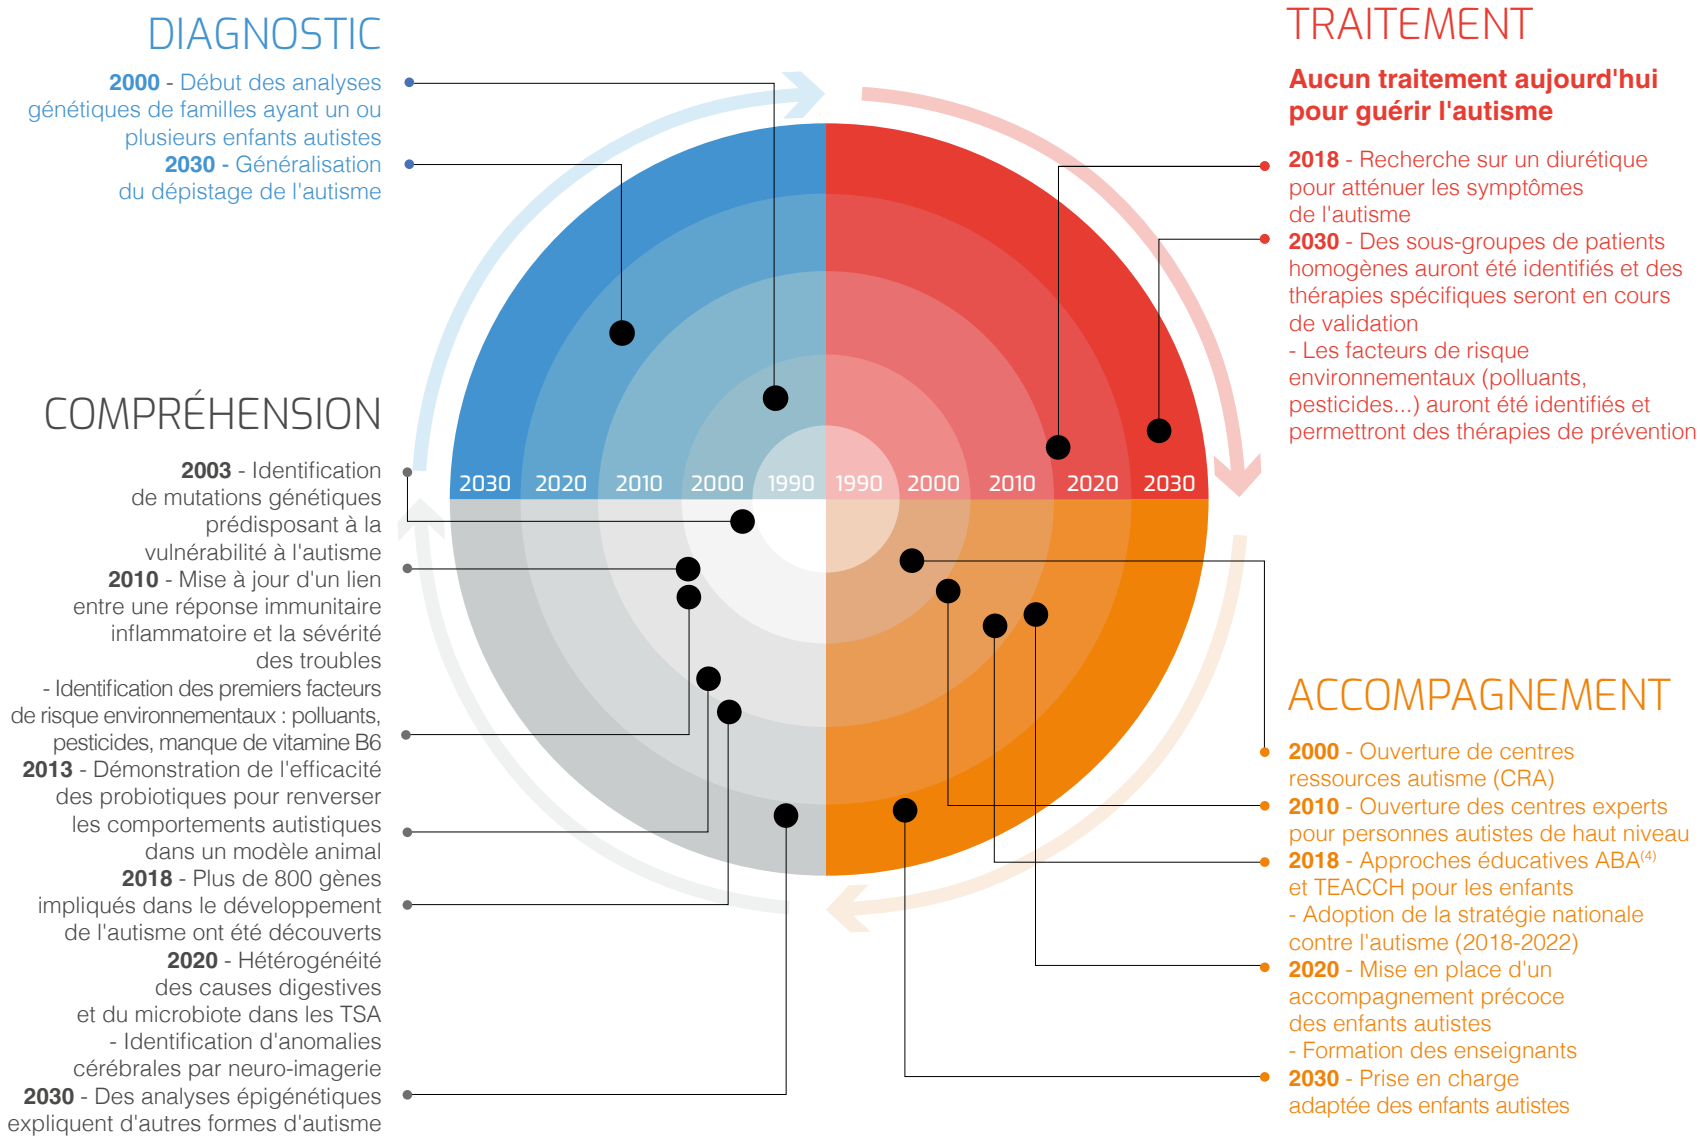 DIAGNOSTIC
2000 - Début des analyses
génétiques de familles ayant un ou
plusieurs enfants autistes
2030 - Généralisation
du dépistage de l'autisme
COMPRÉHENSION
2003 - Identification
de mutations génétiques
prédisposant à la
vulnérabilité à l'autisme
2010 - Mise à jour d'un lien
entre une réponse immunitaire
inflammatoire et la sévérité
des troubles
- Identification des premiers facteurs
de risque environnementaux : polluants,
pesticides, manque de vitamine B6
2013 - Démonstration de l'efficacité
des probiotiques pour renverser
les comportements autistiques
dans un modèle animal
2018 - Plus de 800 gènes
impliqués dans le développement
de l'autisme ont été découverts
2020 - Hétérogénéité
des causes digestives
et du microbiote dans les TSA
- Identification d'anomalies
cérébrales par neuro-imagerie
2030 - Des analyses épigénétiques
expliquent d'autres formes d'autisme
2030 2020 2010 2000 1990 1990 2000 2010 2020 2030
TRAITEMENT
Aucun traitement aujourd'hui
pour guérir l'autisme
2018 - Recherche sur un diurétique
pour atténuer les symptômes
de l'autisme
2030 - Des sous-groupes de patients
homogènes auront été identifiés et des
thérapies spécifiques seront en cours
de validation
- Les facteurs de risque
environnementaux (polluants,
pesticides...) auront été identifiés et
permettront des thérapies de prévention
ACCOMPAGNEMENT
2000 - Ouverture de centres
ressources autisme (CRA)
2010 - Ouverture des centres experts
pour personnes autistes de haut niveau
2018 - Approches éducatives ABA(4)
et TEACCH pour les enfants
- Adoption de la stratégie nationale
contre l'autisme (2018-2022)
2020 - Mise en place d'un
accompagnement précoce
des enfants autistes
- Formation des enseignants
2030 - Prise en charge
adaptée des enfants autistes